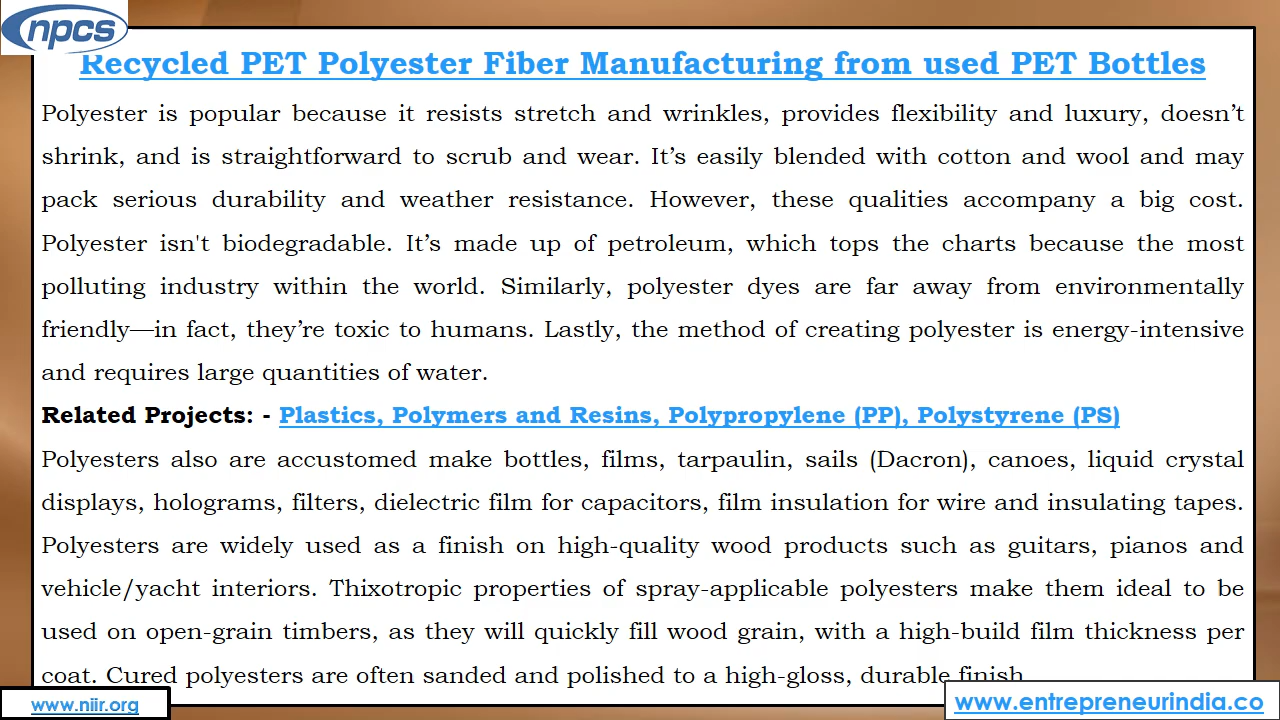 npcs
Recycled PET Polyester Fiber Manufacturing from used PET Bottles
Polyester is popular because it resists stretch and wrinkles, provides flexibility and luxury, doesn’t
shrink, and is straightforward to scrub and wear. It’s easily blended with cotton and wool and may
pack serious durability and weather resistance. However, these qualities accompany a big cost.
Polyester isn't biodegradable. It’s made up of petroleum, which tops the charts because the most
polluting industry within the world. Similarly, polyester dyes are far away from environmentally
friendly—in fact, they’re toxic to humans. Lastly, the method of creating polyester is energy-intensive
and requires large quantities of water.
Related Projects: - Plastics, Polymers and Resins, Polypropylene (PP), Polystyrene (PS)
Polyesters also are accustomed make bottles, films, tarpaulin, sails (Dacron), canoes, liquid crystal
displays, holograms, filters, dielectric film for capacitors, film insulation for wire and insulating tapes.
Polyesters are widely used as a finish on high-quality wood products such as guitars, pianos and
vehicle/yacht interiors. Thixotropic properties of spray-applicable polyesters make them ideal to be
used on open-grain timbers, as they will quickly fill wood grain, with a high-build film thickness per
coat. Cured polyesters are often sanded and polished to a high-gloss, durable finish
www.niir.org
www.entrepreneurindia.co